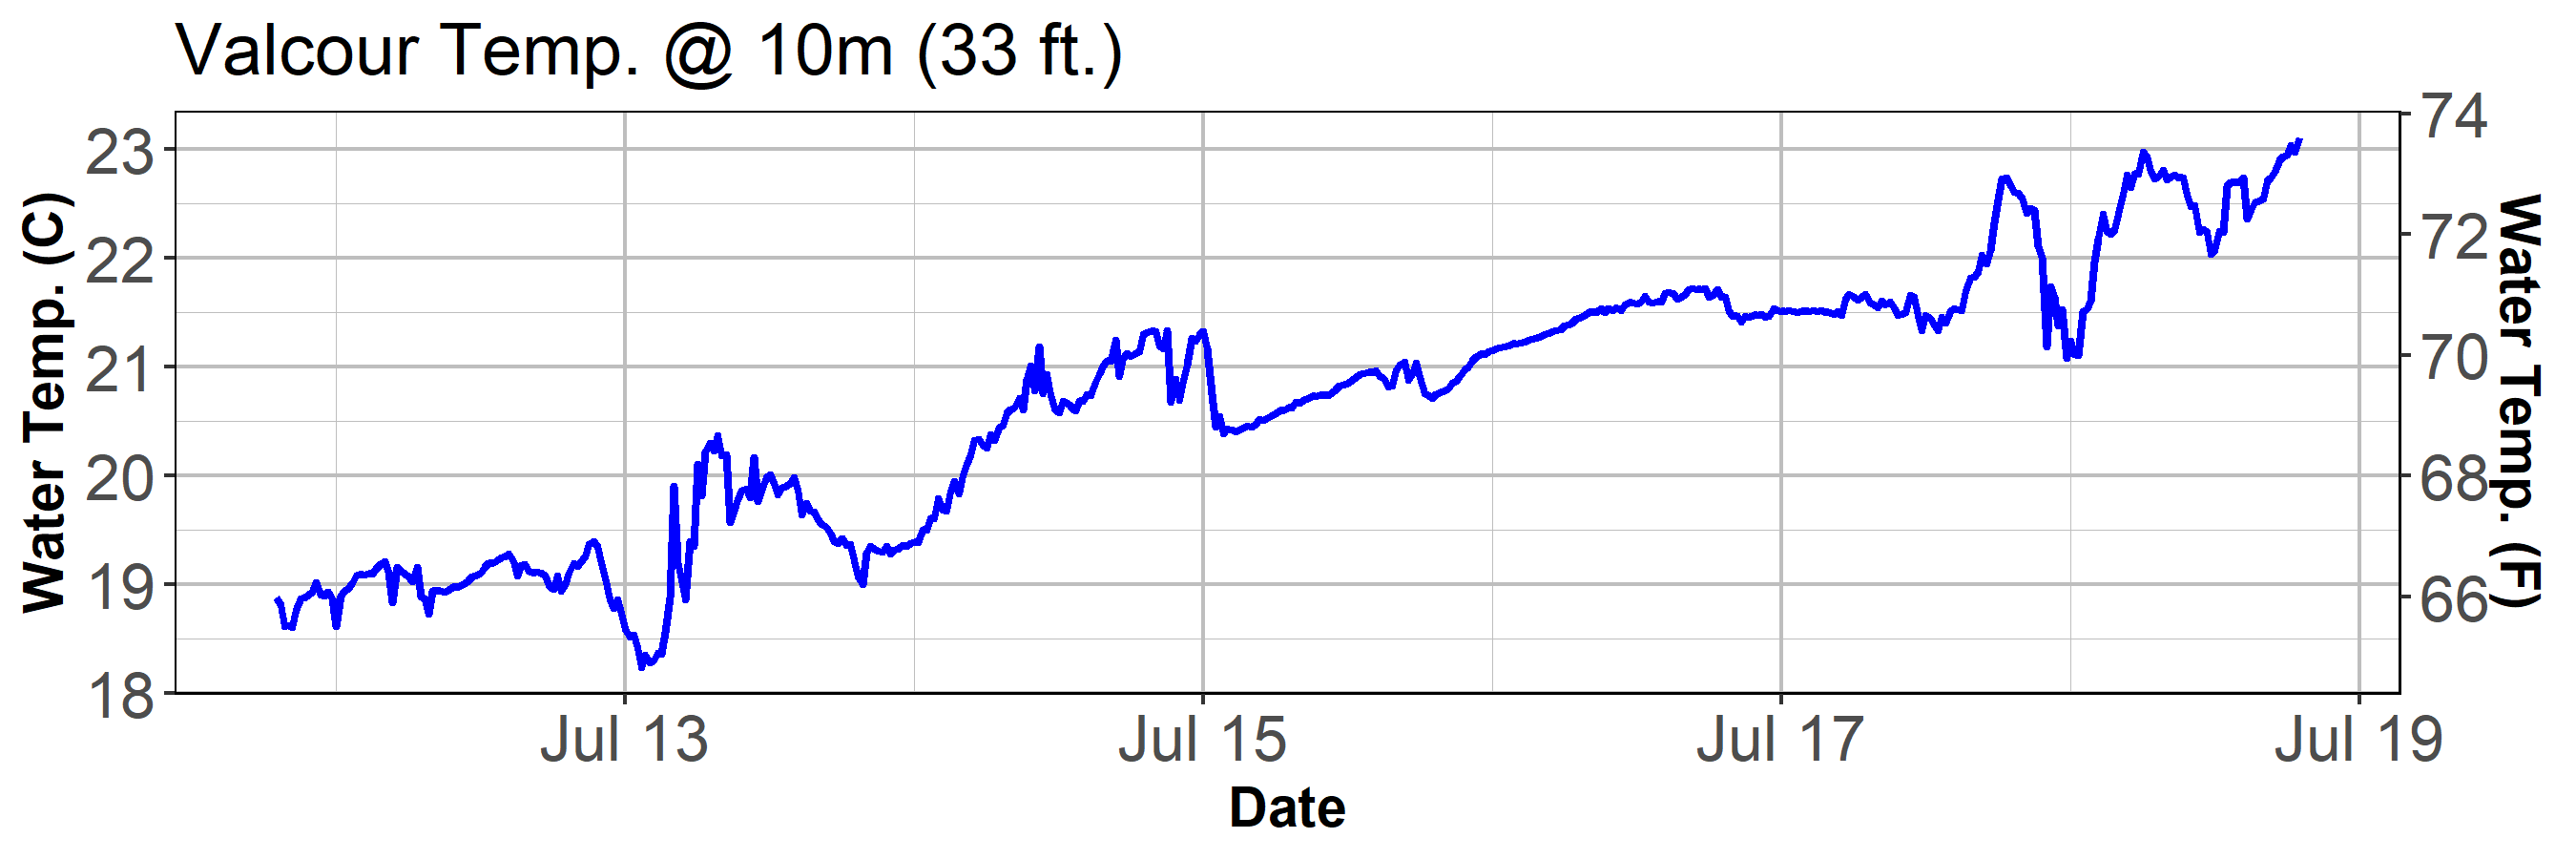 Valcour Temp. @ 10m (33 ft.)
Water Temp. (C)
23
22
21
20
19
18
74
72
70
68
66
Water Temp. (F)
Jul 13 Jul 15 Jul 17 Jul 19
Date